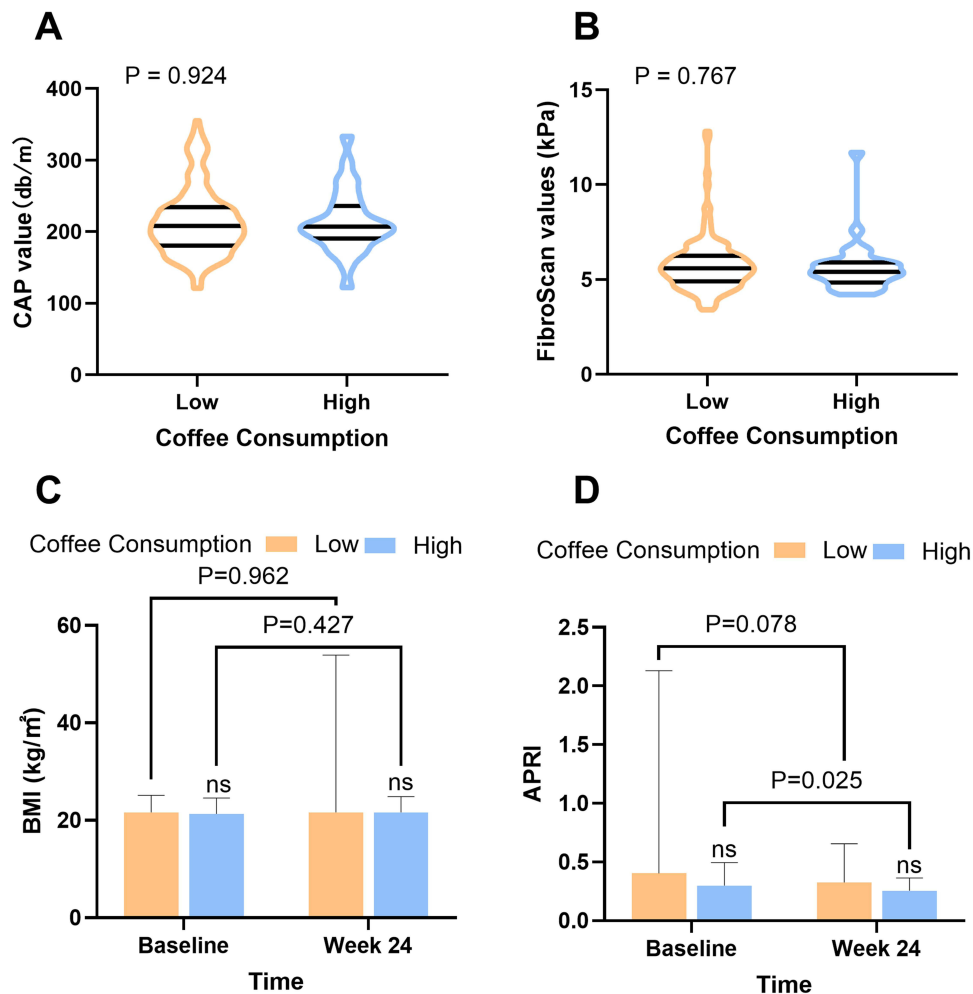 A
P = 0.924
CAP value(db/m)
400
300
200
100
0
Low
High
Coffee Consumption
B
P = 0.767
FibroScan values (kPa)
15
10
5
0
Low
High
Coffee Consumption
C
Coffee Consumption Low High
P=0.962
P=0.427
BMI (kg/m²)
60
40
20
0
ns
ns
Baseline
Week 24
Time
D
Coffee Consumption Low High
P=0.078
P=0.025
APRI
2.5
2.0
1.5
1.0
0.5
0.0
ns
ns
Baseline
Week 24
Time